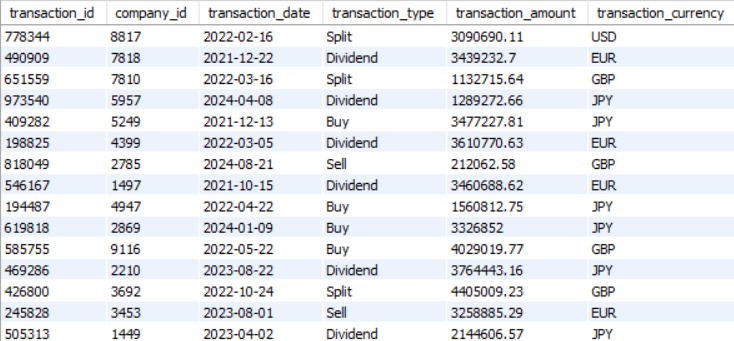 transaction_id company_id transaction_date transaction_type transaction_amount transaction_currency
778344 8817 2022-02-16 Split 3090690.11 USD
490909 7818 2021-12-22 Dividend 3439232.7 EUR
651559 7810 2022-03-16 Split 1132715.64 GBP
973540 5957 2024-04-08 Dividend 1289272.66 JPY
409282 5249 2021-12-13 Buy 3477227.81 JPY
198825 4399 2022-03-05 Dividend 3610770.63 EUR
818049 2785 2024-08-21 Sell 212062.58 GBP
546167 1497 2021-10-15 Dividend 3460688.62 EUR
194487 4947 2022-04-22 Buy 1560812.75 JPY
619818 2869 2024-01-09 Buy 3326852 JPY
585755 9116 2022-05-22 Buy 4029019.77 GBP
469286 2210 2023-08-22 Dividend 3764443.16 JPY
426800 3692 2022-10-24 Split 4405009.23 GBP
245828 3453 2023-08-01 Sell 3258885.29 EUR
505313 1449 2023-04-02 Dividend 2144606.57 JPY